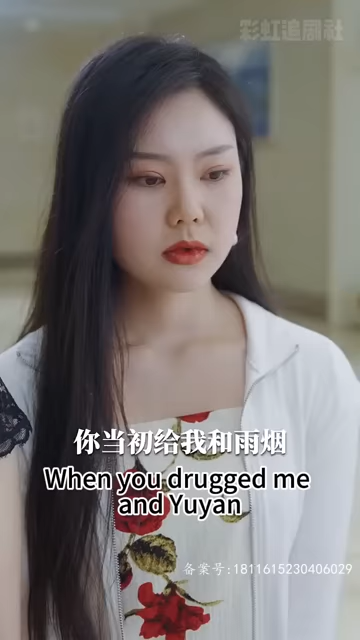 彩虹追剧社
你当初给我和雨烟
When you drugged me
and Yuyan
备案号:1811615230406029